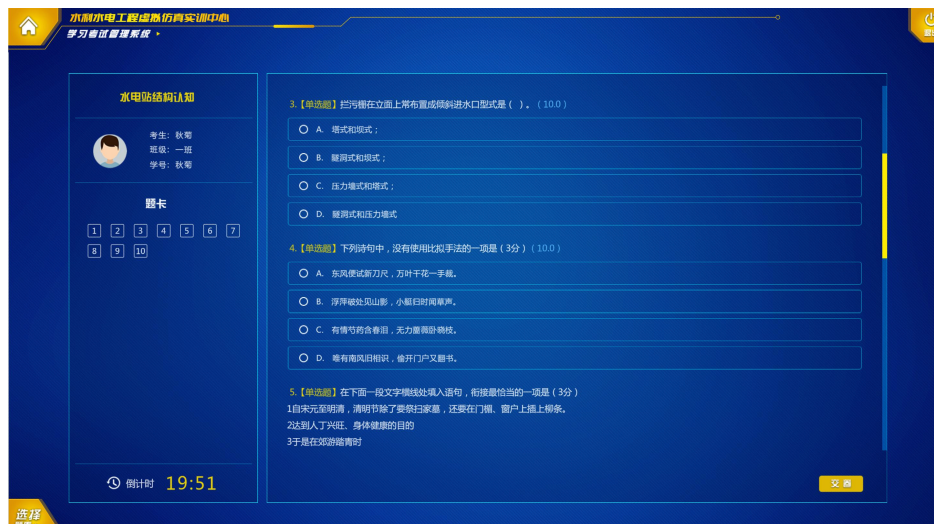 水利水电工程虚拟仿真实训中心
学习考试管理系统
水电站结构认知
考生：秋菊
班级：一班
学号：秋菊
题卡
1 2 3 4 5 6 7
8 9 10
倒计时 19:51
3.【单选题】拦污栅在立面上常布置成倾斜进水口型式是（ ）。（10.0）
A. 塔式和坝式；
B. 隧洞式和坝式；
C. 压力墙式和塔式；
D. 隧洞式和压力墙式
4.【单选题】下列诗句中，没有使用比拟手法的一项是（3分）（10.0）
A. 东风便试新刀尺，万叶千花一手裁。
B. 浮萍破处见山影，小艇归时闻草声。
C. 有情芍药含春泪，无力蔷薇卧晓枝。
D. 唯有南风旧相识，偷开门户又翻书。
5.【单选题】在下面一段文字横线处填入语句，衔接最恰当的一项是（3分）
1自宋元至明清，清明节除了要祭扫家墓，还要在门楣、窗户上插上柳条。
2达到人丁兴旺、身体健康的目的
3于是在郊游踏青时
交卷
选择